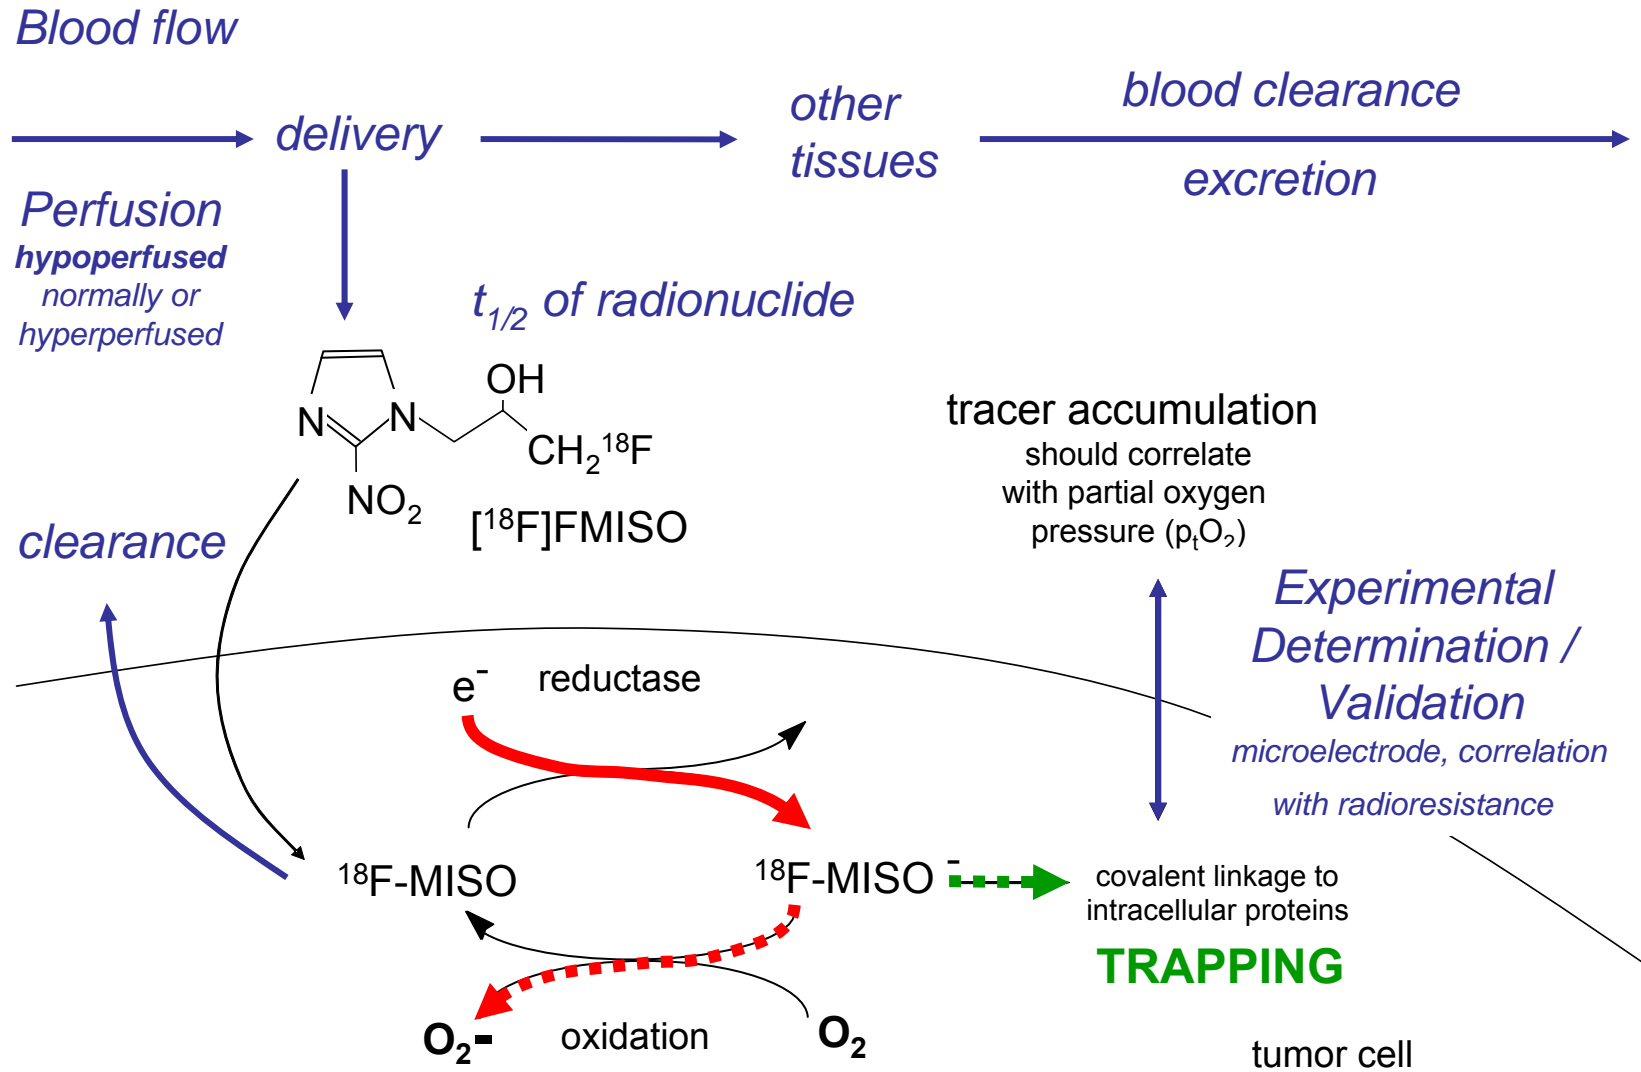 Blood flow
delivery
other
tissues
blood clearance
excretion
Perfusion
hypoperfused
normally or
hyperperfused
t1/2 of radionuclide
OH
N
N
CH2 18F
NO2
[18F]FMISO
tracer accumulation
should correlate
with partial oxygen
pressure (ptO2)
clearance
Experimental
Determination /
Validation
microelectrode, correlation
with radioresistance
e-
reductase
18F-MISO
18F-MISO -
covalent linkage to
intracellular proteins
TRAPPING
O2-
oxidation
O2
tumor cell